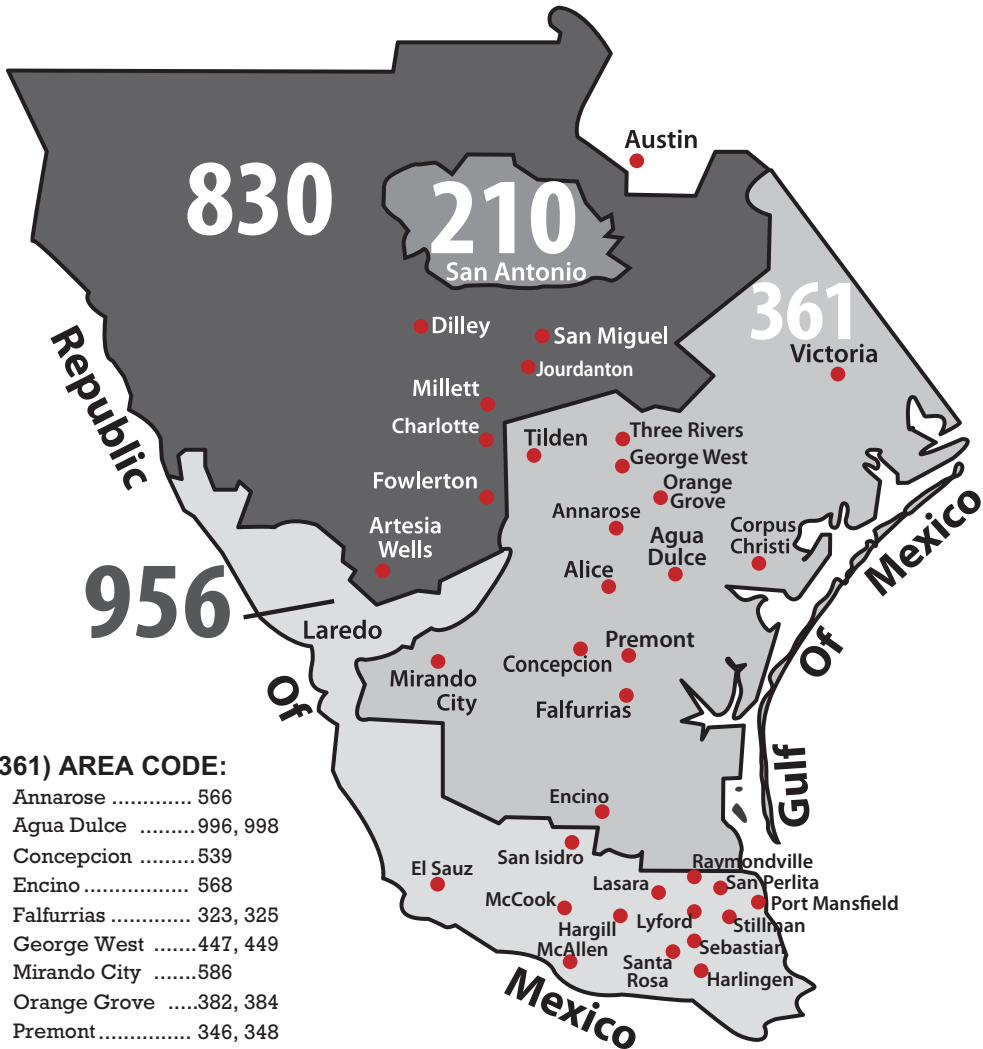 Austin
830
210
San Antonio
361
Victoria
Dilley
San Miguel
Jourdanton
Millett
Charlotte
Fowlerton
Artesia
Wells
Tilden
Three Rivers
George West
Orange
Grove
Annarose
Agua
Dulce
Corpus
Christi
Alice
956
Laredo
Mirando
City
Concepcion
Premont
Falfurrias
Encino
San Isidro
El Sauz
McCook
Hargill
McAllen
Lasara
Raymondville
San Perlita
Port Mansfield
Lyford
Stillman
Sebastian
Santa
Rosa
Harlingen
Republic
Of
Mexico
Gulf
Of
Mexico
361) AREA CODE:
Annarose ............. 566
Agua Dulce ......... 996, 998
Concepcion ......... 539
Encino ................. 568
Falfurrias ............. 323, 325
George West .......447, 449
Mirando City .......586
Orange Grove .....382, 384
Premont ............... 346, 348